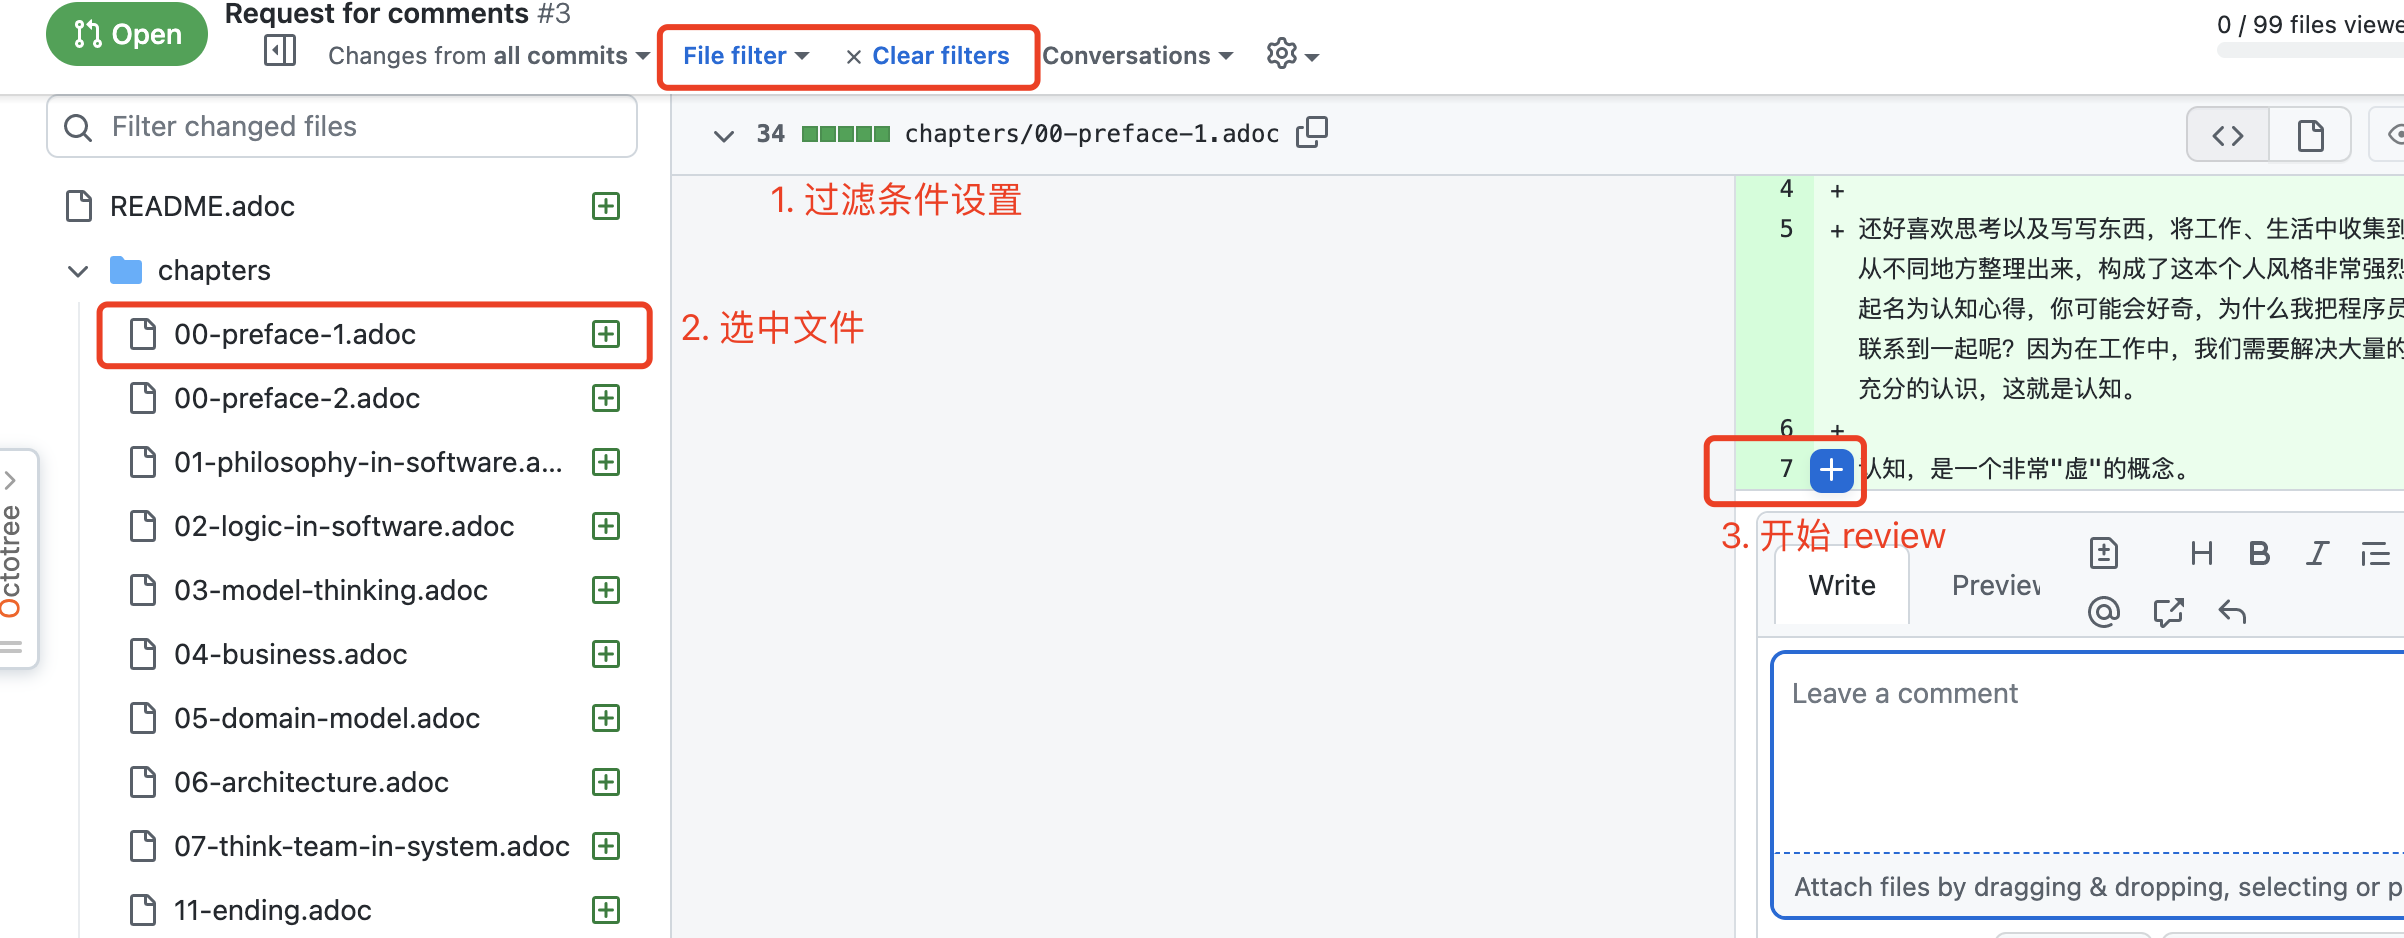 Open
Request for comments #3
Changes from all commits
File filter
× Clear filters
Conversations
0 / 99 files viewe
Filter changed files
README.adoc
chapters
00-preface-1.adoc
00-preface-2.adoc
01-philosophy-in-software.a...
02-logic-in-software.adoc
03-model-thinking.adoc
04-business.adoc
05-domain-model.adoc
06-architecture.adoc
07-think-team-in-system.adoc
11-ending.adoc
Octotree
34 chapters/00-preface-1.adoc
1. 过滤条件设置
2. 选中文件
4 +
5 + 还好喜欢思考以及写写东西，将工作、生活中收集到
从不同地方整理出来，构成了这本个人风格非常强烈
起名为认知心得，你可能会好奇，为什么我把程序员
联系到一起呢？因为在工作中，我们需要解决大量的
充分的认识，这就是认知。
6 +
7 + 认知，是一个非常"虚"的概念。
3. 开始 review
Write
Preview
H B I
Leave a comment
Attach files by dragging & dropping, selecting or p